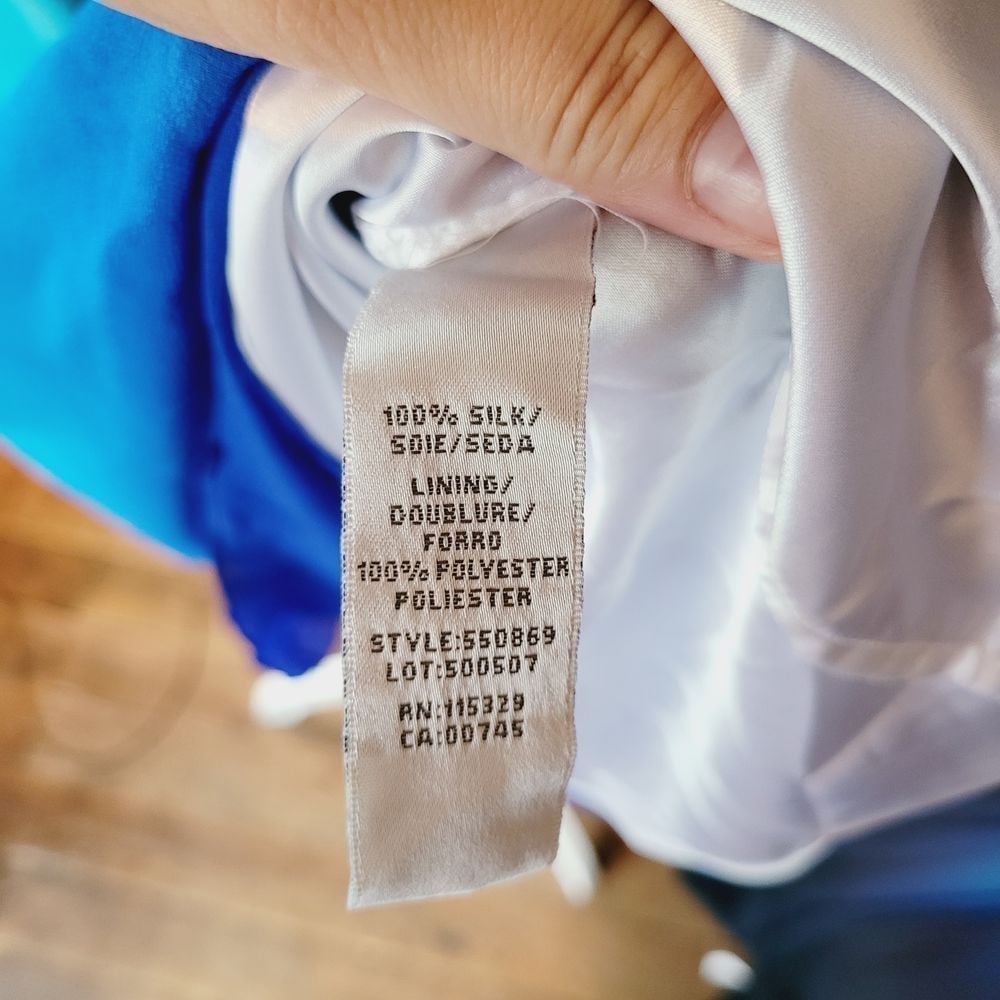 100% SILK/
SOIE/SEDA
LINING/
DOUBLURE/
FORRO
100% POLYESTER
POLIESTER
STYLE:550869
LOT:500507
RN:115329
CA:00745